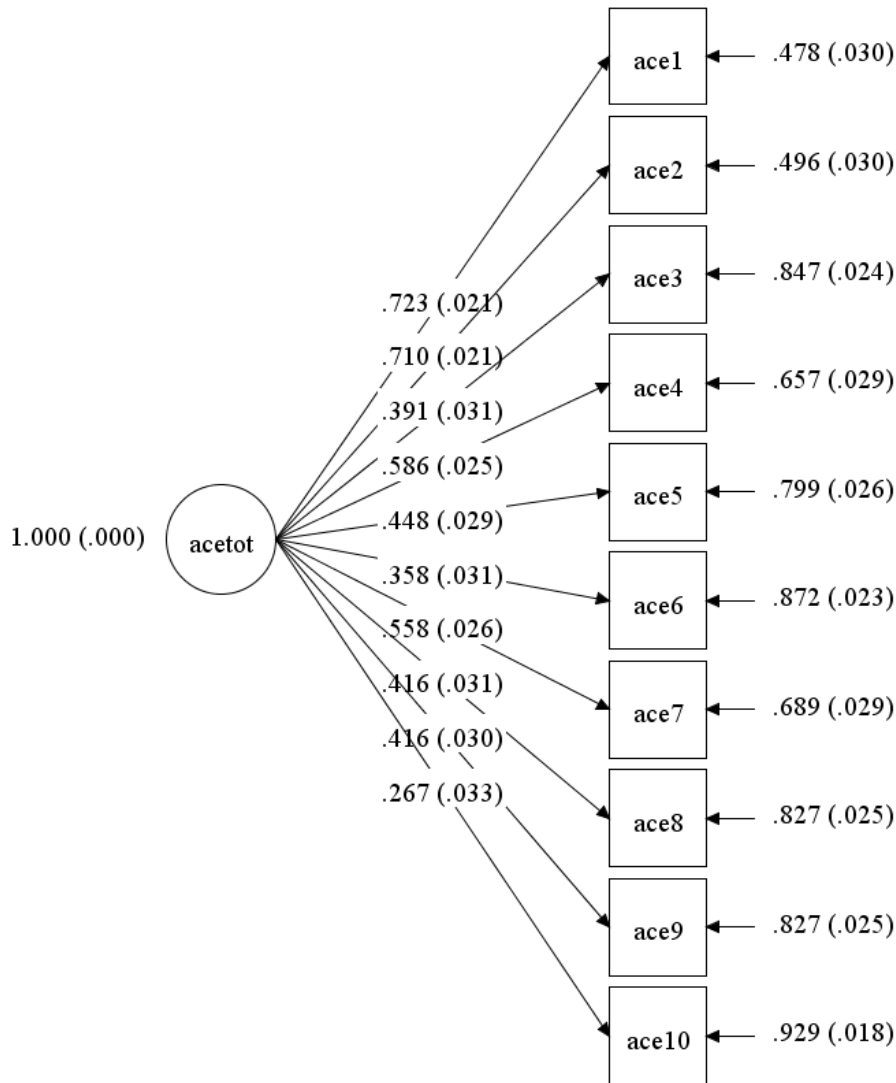 ace1
.478 (.030)
ace2
.496 (.030)
ace3
.847 (.024)
.723 (.021)
.710 (.021)
ace4
.657 (.029)
.391 (.031)
.586 (.025)
ace5
.799 (.026)
.448 (.029)
1.000 (.000)
acetot
.358 (.031)
ace6
.872 (.023)
.558 (.026)
.416 (.031)
ace7
.689 (.029)
.416 (.030)
.267 (.033)
ace8
.827 (.025)
ace9
.827 (.025)
ace10
.929 (.018)